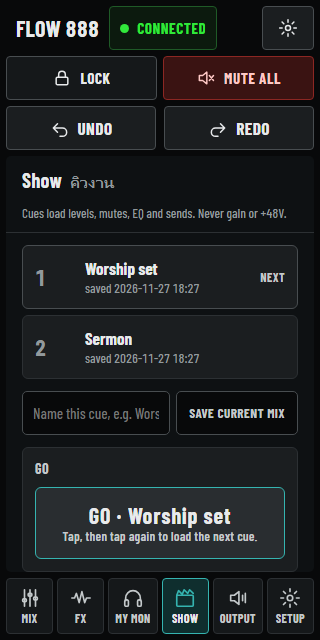 FLOW 888 CONNECTED
LOCK MUTE ALL
UNDO REDO
Show คิวงาน
Cues load levels, mutes, EQ and sends. Never gain or +48V.
1 Worship set NEXT
saved 2026-11-27 18:27
2 Sermon
saved 2026-11-27 18:27
Name this cue, e.g. Wors SAVE CURRENT MIX
GO
GO · Worship set
Tap, then tap again to load the next cue.
MIX FX MY MON SHOW OUTPUT SETUP